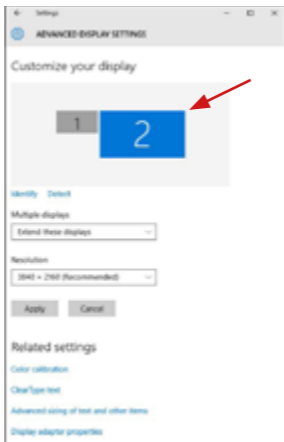 Settings
ADVANCED DISPLAY SETTINGS
Customize your display
1
2
Identify Detect
Multiple displays
Extend these displays
Resolution
3840 × 2160 (Recommended)
Apply Cancel
Related settings
Color calibration
ClearType text
Advanced sizing of text and other items
Display adapter properties